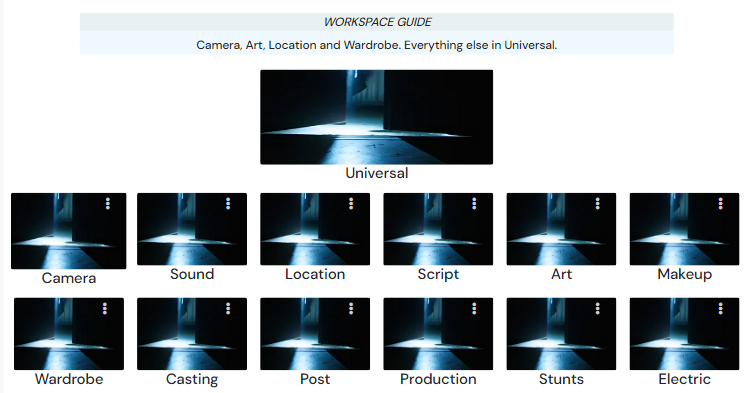 WORKSPACE GUIDE
Camera, Art, Location and Wardrobe. Everything else in Universal.
Universal
Camera
Sound
Location
Script
Art
Makeup
Wardrobe
Casting
Post
Production
Stunts
Electric